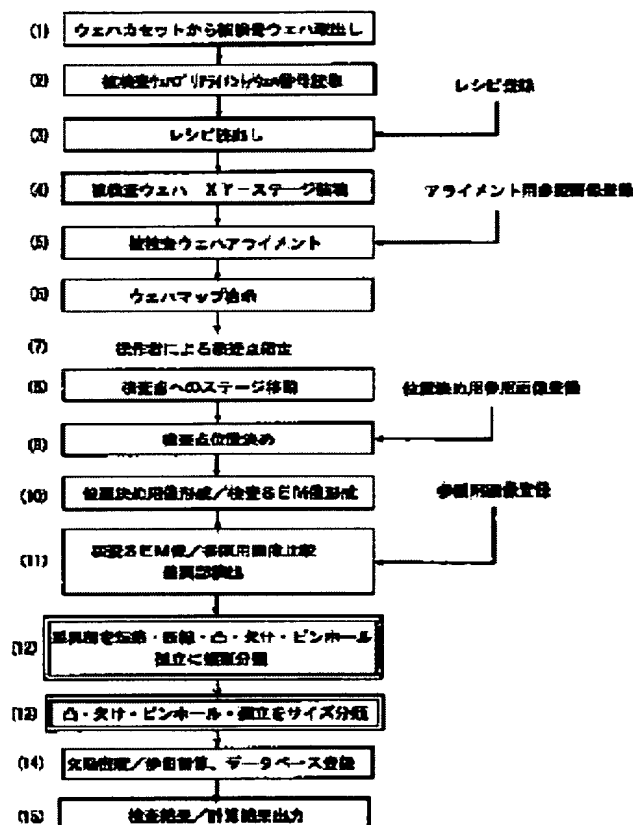 (1) ウェハカセットから被検査ウェハ取出し
(2) 被検査ウェハプリアライメント/ウェハ番号読取
レシピ登録
(3) レシピ読出し
(4) 被検査ウェハ XY-ステージ
アライメント用参照画像登録
(5) 被検査ウェハアライメント
(6) ウェハマップ
(7) 操作者による検査点指定
(8) 検査点へのステージ移動
位置決め用参照画像登録
(9) 検査点位置決め
(10) 位置決め用像形成/検査SEM像形成
参照用画像登録
(11) 検査SEM像/参照用画像比較
差異部検出
(12) 差異部を短絡・断線・凸・欠け・ピンホール
孤立に種類分類
(13) 凸・欠け・ピンホール・孤立をサイズ分類
(14) 欠陥密度/歩留計算、データベース登録
(15) 検査結果/計算結果出力